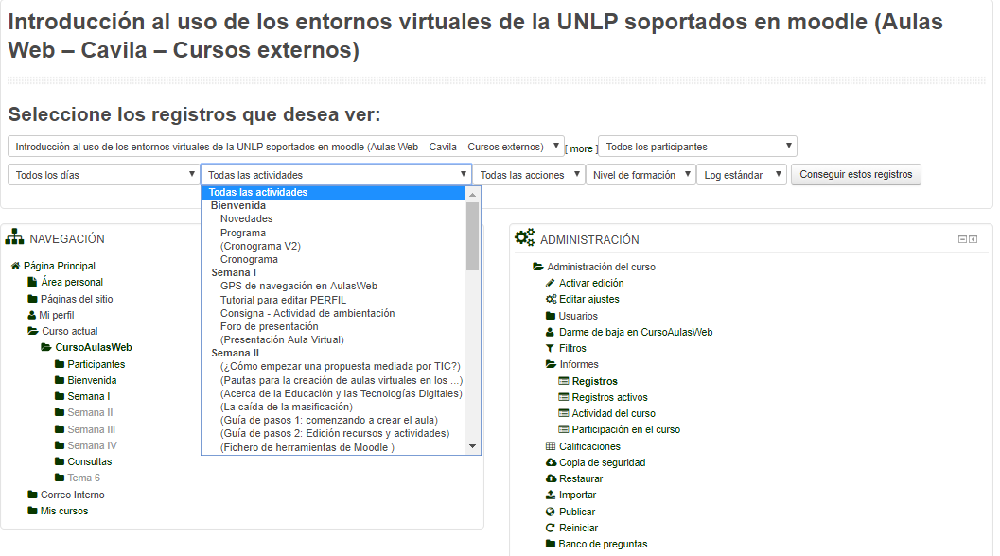 Introducción al uso de los entornos virtuales de la UNLP soportados en moodle (Aulas
Web – Cavila – Cursos externos)
Seleccione los registros que desea ver:
Introducción al uso de los entornos virtuales de la UNLP soportados en moodle (Aulas Web – Cavila – Cursos externos) [ more ] Todos los participantes
Todos los días Todas las actividades Todas las acciones Nivel de formación Log estándar Conseguir estos registros
Todas las actividades
Bienvenida
Novedades
Programa
(Cronograma V2)
Cronograma
Semana I
GPS de navegación en AulasWeb
Tutorial para editar PERFIL
Consigna - Actividad de ambientación
Foro de presentación
(Presentación Aula Virtual)
Semana II
(¿Cómo empezar una propuesta mediada por TIC?)
(Pautas para la creación de aulas virtuales en los ...)
(Acerca de la Educación y las Tecnologías Digitales)
(La caída de la masificación)
(Guía de pasos 1: comenzando a crear el aula)
(Guía de pasos 2: Edición recursos y actividades)
(Fichero de herramientas de Moodle )
NAVEGACIÓN
Página Principal
Área personal
Páginas del sitio
Mi perfil
Curso actual
CursoAulasWeb
Participantes
Bienvenida
Semana I
Semana II
Semana III
Semana IV
Consultas
Tema 6
Correo Interno
Mis cursos
ADMINISTRACIÓN
Administración del curso
Activar edición
Editar ajustes
Usuarios
Darme de baja en CursoAulasWeb
Filtros
Informes
Registros
Registros activos
Actividad del curso
Participación en el curso
Calificaciones
Copia de seguridad
Restaurar
Importar
Publicar
Reiniciar
Banco de preguntas